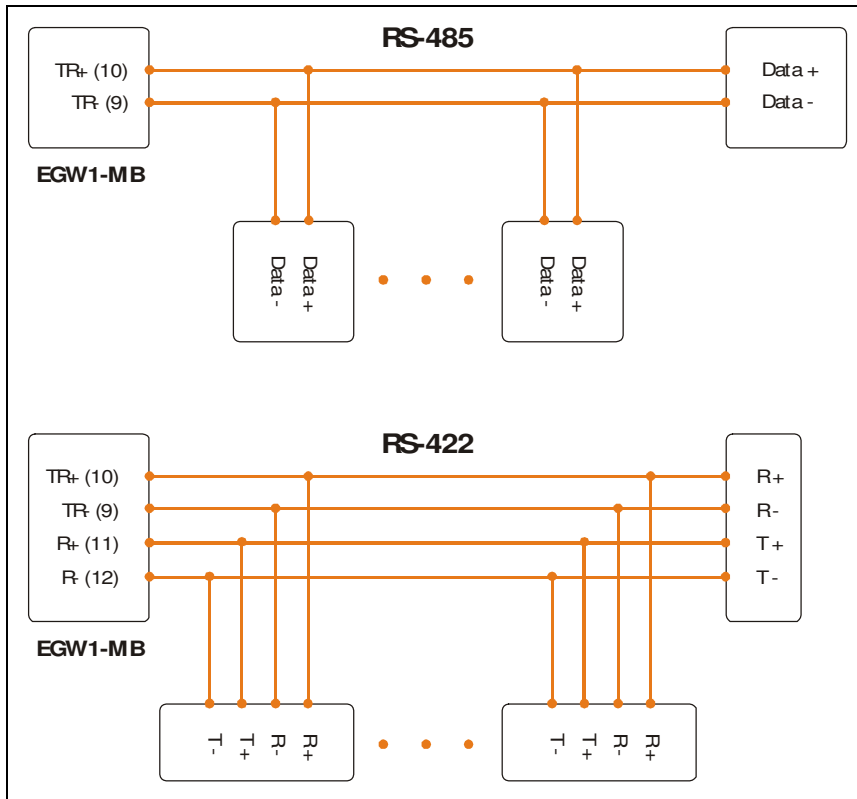 RS-485
TR+ (10)
TR- (9)
EGW1-MB
Data +
Data -
Data -
Data +
Data -
Data +
RS-422
TR+ (10)
TR- (9)
R+ (11)
R- (12)
EGW1-MB
R+
R-
T+
T-
T-
T+
R-
R+
T-
T+
R-
R+